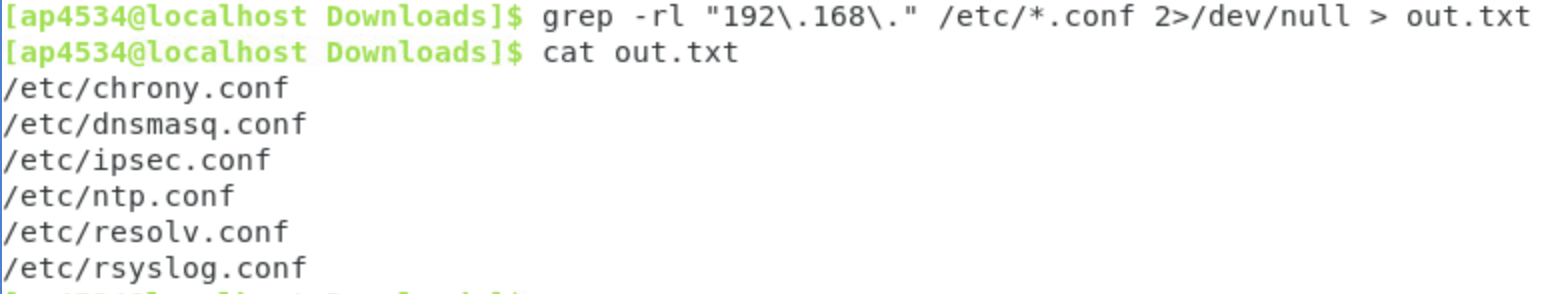 [ap4534@localhost Downloads]$ grep -rl "192\.168\." /etc/*.conf 2>/dev/null > out.txt
[ap4534@localhost Downloads]$ cat out.txt
/etc/chrony.conf
/etc/dnsmasq.conf
/etc/ipsec.conf
/etc/ntp.conf
/etc/resolv.conf
/etc/rsyslog.conf